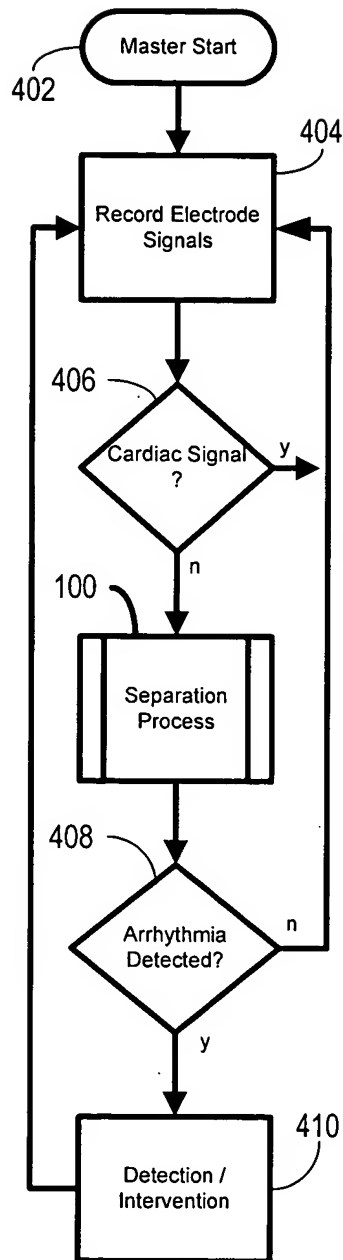 Master Start
402
404
Record Electrode
Signals
406
Cardiac Signal
?
y
n
100
Separation
Process
408
Arrhythmia
Detected?
n
y
410
Detection /
Intervention